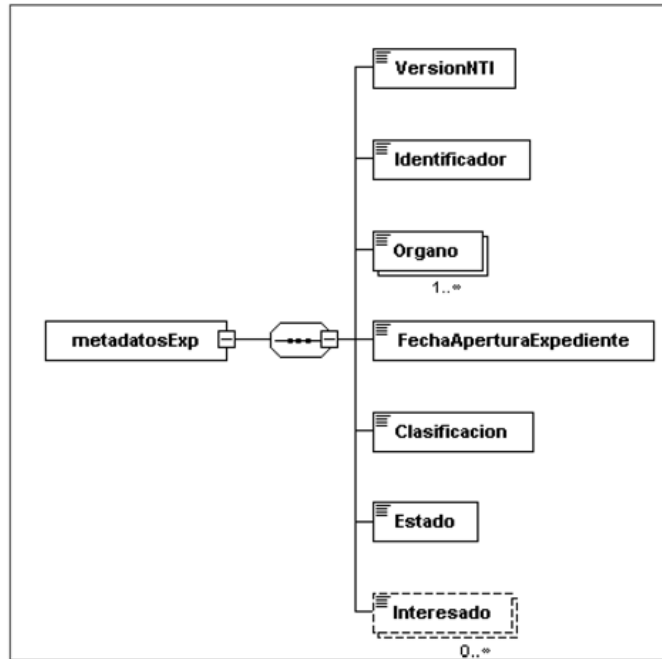 VersionNTI
Identificador
Organo
1..∞
metadatosExp
FechaAperturaExpediente
Clasificacion
Estado
Interesado
0..∞